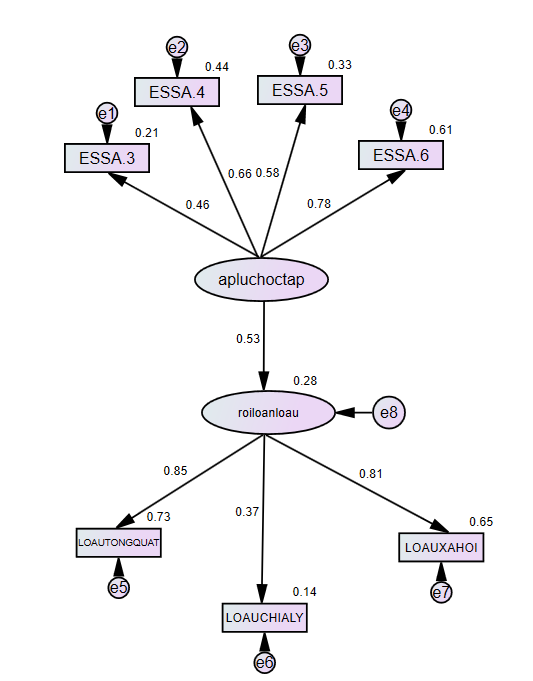 e3
e2
0.33
0.44
ESSA.5
ESSA.4
e1
e4
0.21
0.61
ESSA.3
ESSA.6
0.66
0.58
0.46
0.78
apluchoctap
0.53
0.28
roiloanloau
e8
0.85
0.81
0.37
0.73
0.65
LOAUTONGQUAT
LOAUXAHOI
e5
0.14
e7
LOAUCHIALY
e6